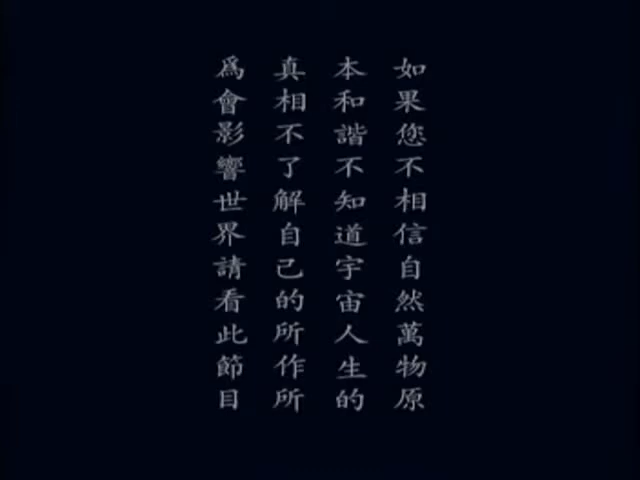 如果您不相信自然萬物原
本和諧不知道宇宙人生的
真相不了解自己的所作所
為會影響世界請看此節目